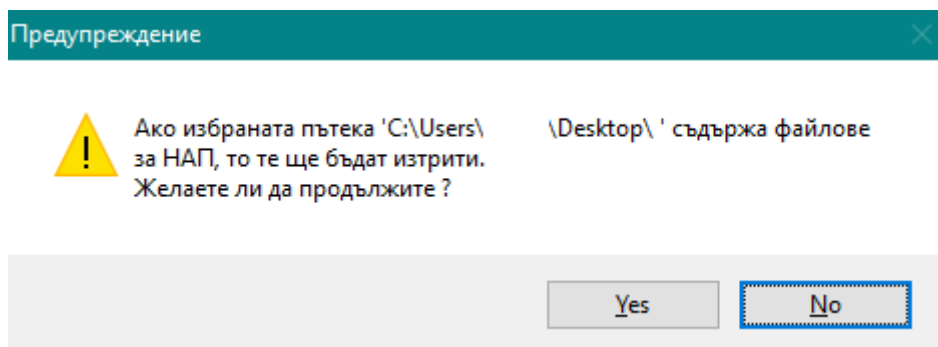 Предупреждение
Ако избраната пътека 'C:\Users\ \Desktop\ ' съдържа файлове
за НАП, то те ще бъдат изтрити.
Желаете ли да продължите ?
Yes No